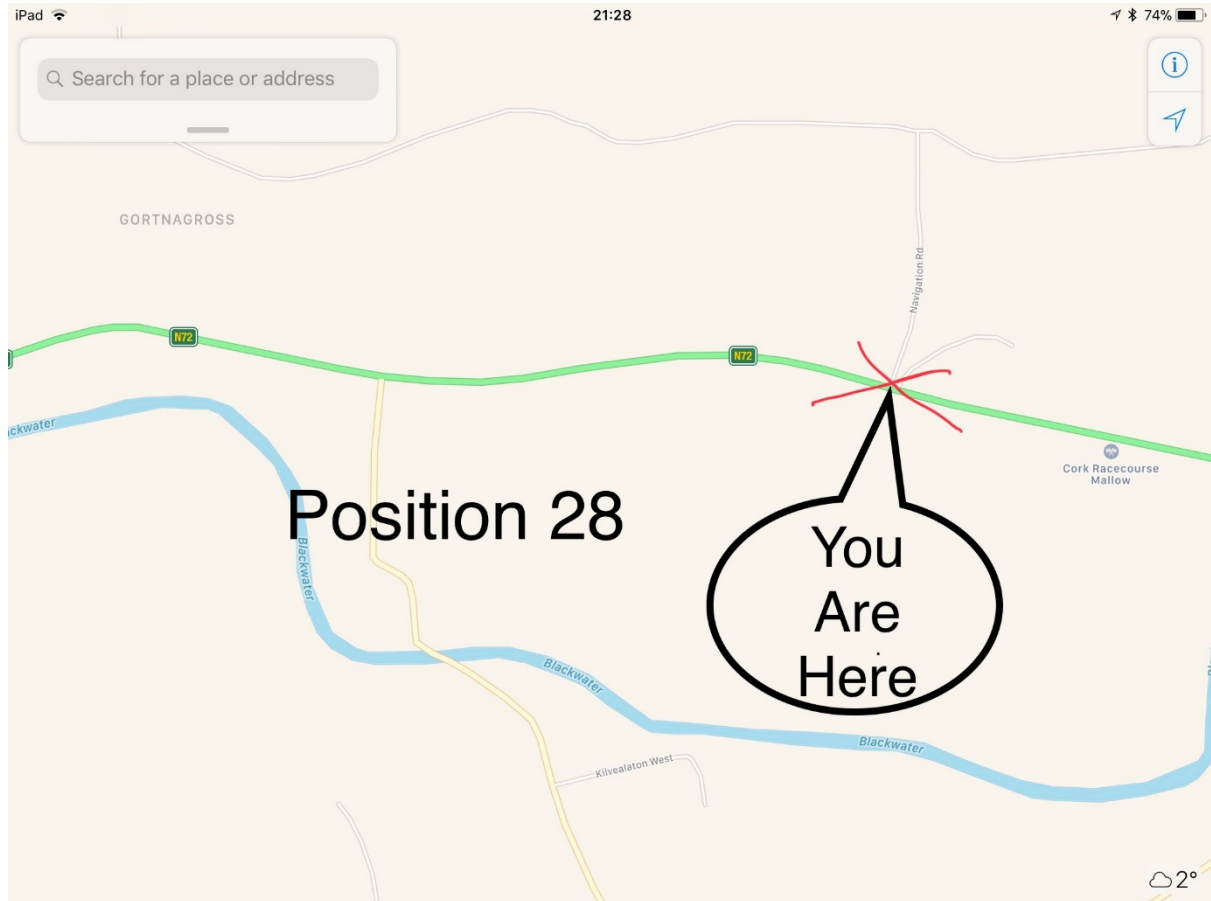 iPad 21:28 74%
Search for a place or address
GORTNAGROSS
Navigation Rd
N72
N72
Blackwater
Cork Racecourse
Mallow
Position 28
You
Are
Here
Blackwater
Blackwater
Blackwater
Kilvealaton West
2°